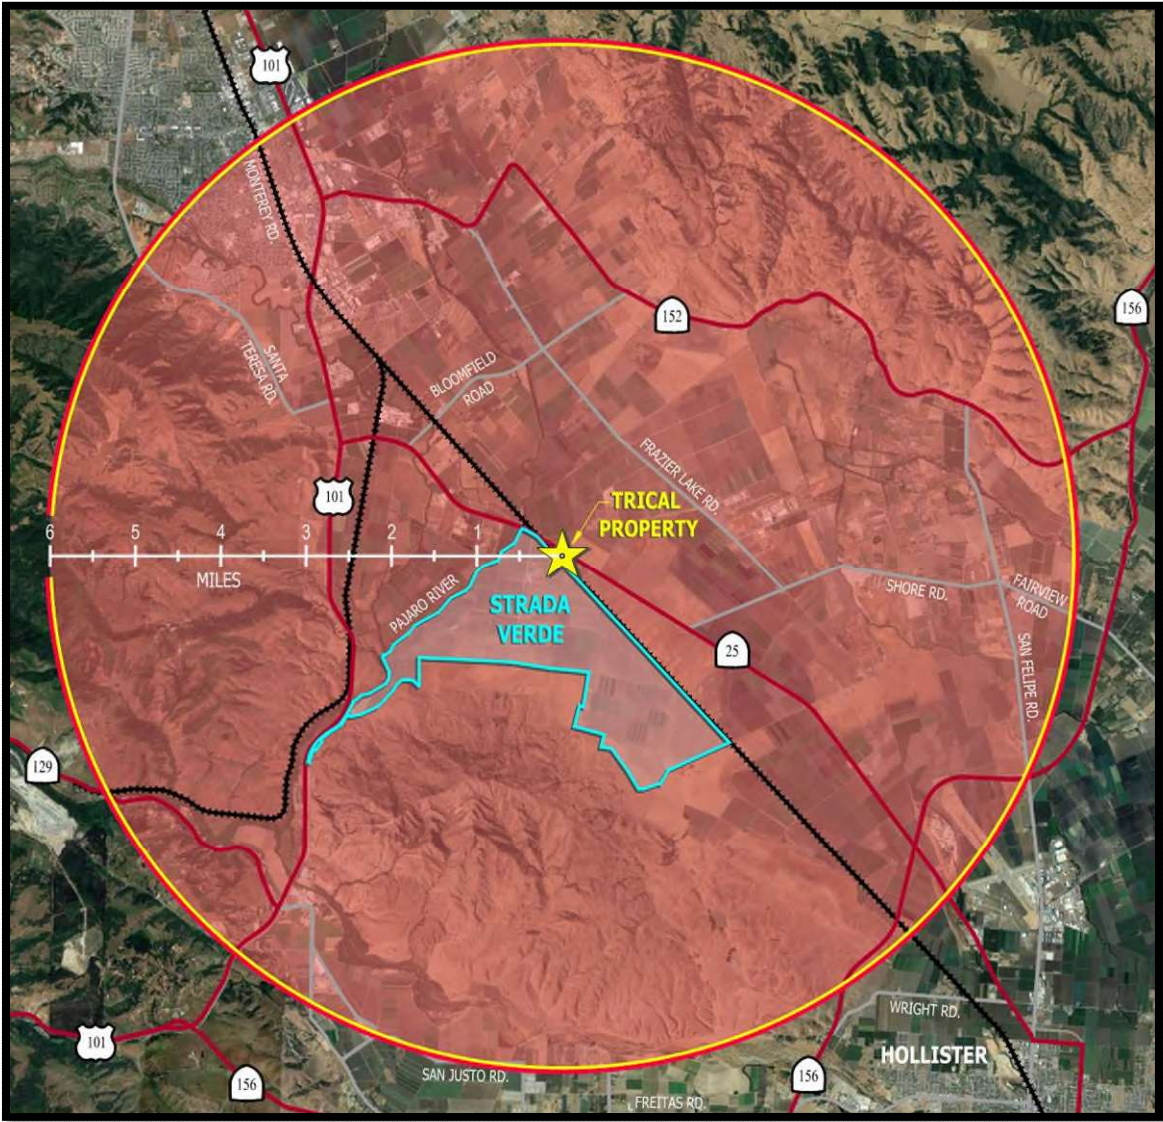 101
MONTEREY RD.
152
156
SANTA
TERESA RD.
BLOOMFIELD
ROAD
FRAZIER LAKE RD.
101
TRICAL
PROPERTY
6 5 4 3 2 1
MILES
PAJARO RIVER
STRADA
VERDE
SHORE RD.
FAIRVIEW
ROAD
25
SAN FELIPE RD.
129
WRIGHT RD.
HOLLISTER
101
156
SAN JUSTO RD.
156
FREITAS RD.